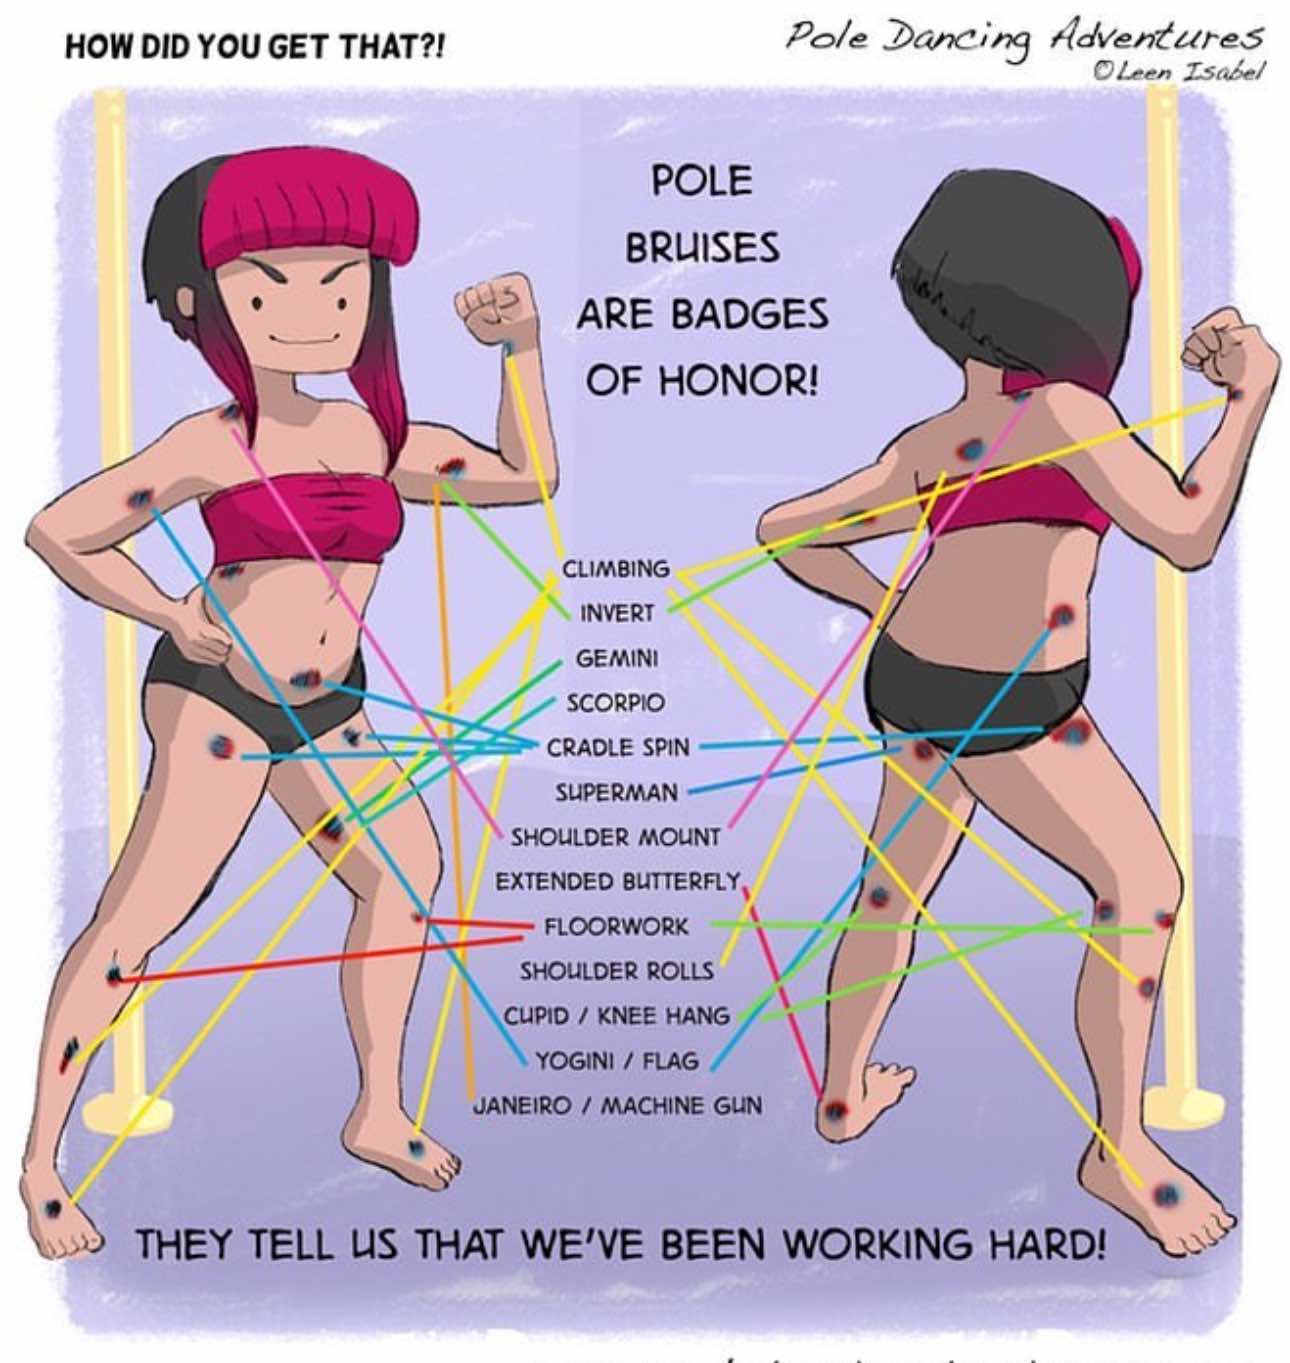 HOW DID YOU GET THAT?!
Pole Dancing Adventures
© Leen Isabel
POLE
BRUISES
ARE BADGES
OF HONOR!
CLIMBING
INVERT
GEMINI
SCORPIO
CRADLE SPIN
SUPERMAN
SHOULDER MOUNT
EXTENDED BUTTERFLY
FLOORWORK
SHOULDER ROLLS
CUPID / KNEE HANG
YOGINI / FLAG
JANEIRO / MACHINE GUN
THEY TELL US THAT WE'VE BEEN WORKING HARD!